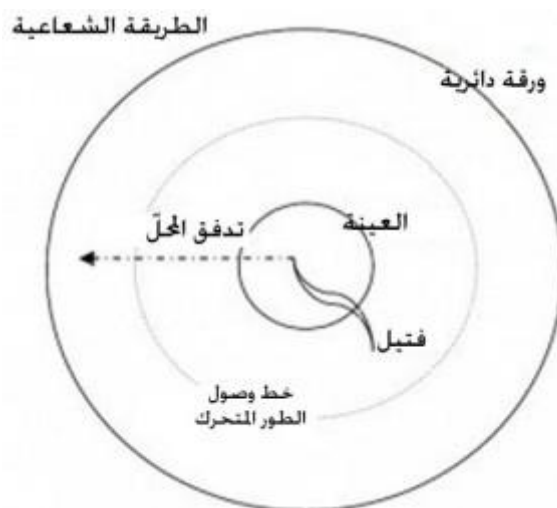 الطريقة الشعاعية
ورقة دائرية
العينة
تدفق المحلّ
فتيل
خط وصول
الطور المتحرك